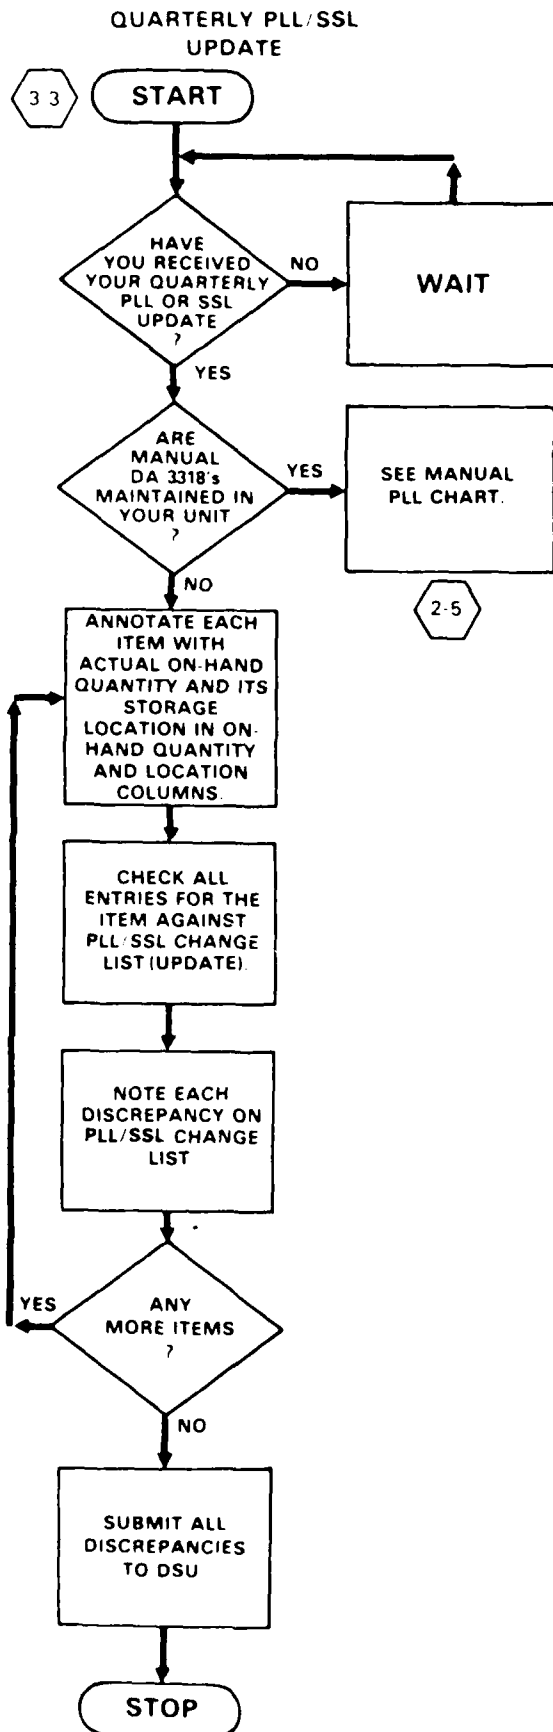 QUARTERLY PLL/SSL
UPDATE
3 3
START
HAVE
YOU RECEIVED
YOUR QUARTERLY
PLL OR SSL
UPDATE
?
NO
WAIT
YES
ARE
MANUAL
DA 3318's
MAINTAINED IN
YOUR UNIT
?
YES
SEE MANUAL
PLL CHART.
2-5
NO
ANNOTATE EACH
ITEM WITH
ACTUAL ON-HAND
QUANTITY AND ITS
STORAGE
LOCATION IN ON-
HAND QUANTITY
AND LOCATION
COLUMNS.
CHECK ALL
ENTRIES FOR THE
ITEM AGAINST
PLL/SSL CHANGE
LIST (UPDATE).
NOTE EACH
DISCREPANCY ON
PLL/SSL CHANGE
LIST
YES
ANY
MORE ITEMS
?
NO
SUBMIT ALL
DISCREPANCIES
TO DSU
STOP